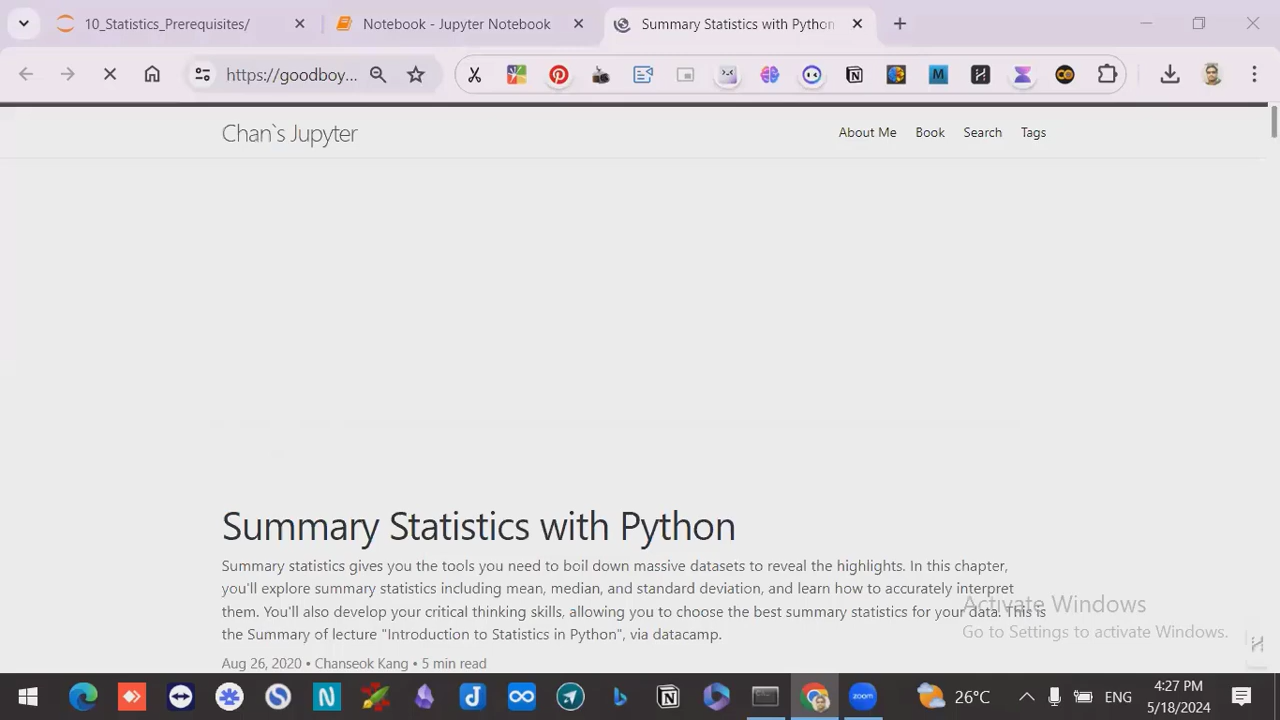 10_Statistics_Prerequisites/
Notebook - Jupyter Notebook
Summary Statistics with Python
https://goodboy...
Chan`s Jupyter
About Me Book Search Tags
Summary Statistics with Python
Summary statistics gives you the tools you need to boil down massive datasets to reveal the highlights. In this chapter,
you'll explore summary statistics including mean, median, and standard deviation, and learn how to accurately interpret
them. You'll also develop your critical thinking skills, allowing you to choose the best summary statistics for your data. This is
the Summary of lecture "Introduction to Statistics in Python", via datacamp.
Aug 26, 2020 • Chanseok Kang • 5 min read
Activate Windows
Go to Settings to activate Windows.
zoom
26°C
ENG
4:27 PM
5/18/2024